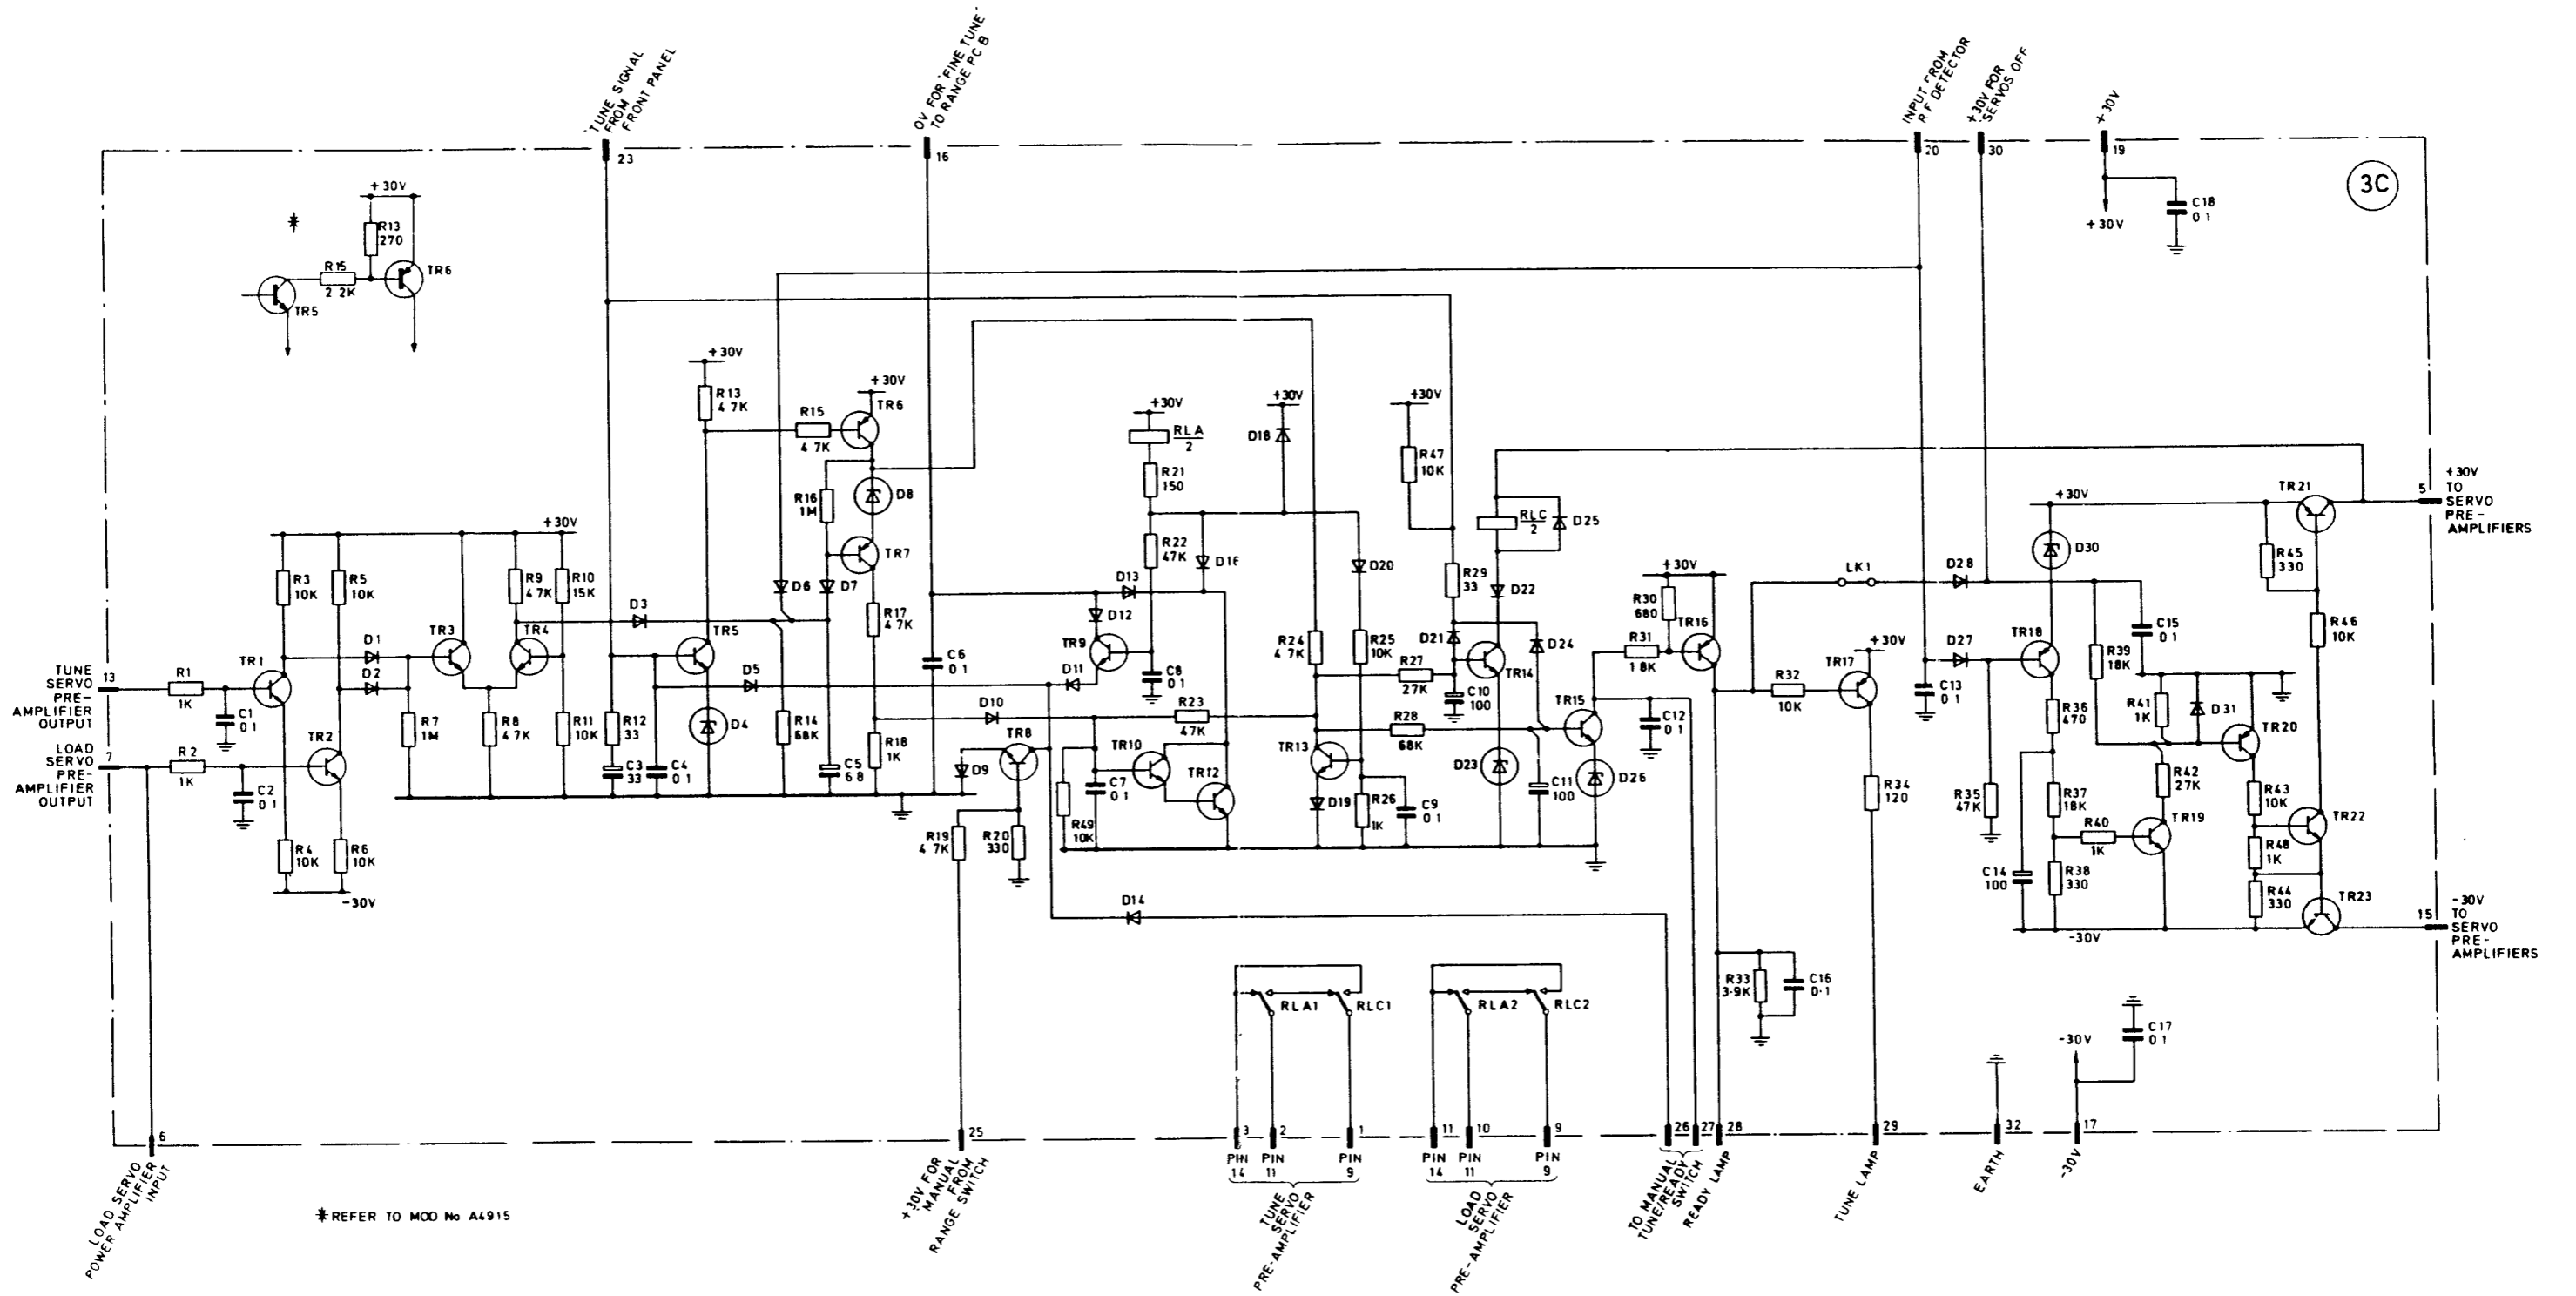 'TUNE SIGNAL
FROM
FRONT PANEL
23
0V FOR 'FINE TUNE'
TO RANGE PC B
16
INPUT FROM
R F DETECTOR
20
+30V FOR
'SERVOS OFF
30
+30V
19
3C
C18
0 1
+30V
+30V
R13
270
R15
2 2K
TR5
TR6
+30V
R13
4 7K
R15
4 7K
+30V
TR6
R16
1M
D8
TR7
D6
D7
R17
4 7K
+30V
R3
10K
R5
10K
R9
4 7K
R10
15K
D3
D1
D2
TR3
TR4
TR5
D5
D4
TUNE
SERVO
PRE-
AMPLIFIER
OUTPUT
13
R1
1K
C1
0 1
TR1
LOAD
SERVO
PRE-
AMPLIFIER
OUTPUT
7
R2
1K
C2
0 1
TR2
R7
1M
R8
4 7K
R11
10K
R12
33
C3
33
C4
0 1
R14
68K
C5
6 8
R18
1K
R4
10K
R6
10K
-30V
C6
0 1
D9
TR8
R19
4 7K
R20
330
D10
+30V
RLA
2
R21
150
R22
47K
D16
D13
D12
TR9
D11
C8
0 1
R23
47K
TR10
C7
0 1
TR12
R49
10K
+30V
D18
D20
R24
4 7K
R25
10K
TR13
D19
R26
1K
C9
0 1
+30V
R47
10K
RLC
2
D25
D22
R29
33
D21
D24
R27
27K
TR14
C10
100
R28
68K
TR15
D23
C11
100
D26
+30V
R30
680
R31
1 8K
TR16
C12
0 1
LK1
R32
10K
+30V
TR17
R34
120
D28
D27
C13
0 1
+30V
D30
TR18
R36
470
R39
18K
C15
0 1
R41
1K
D31
TR20
R42
27K
R35
47K
R37
18K
R40
1K
TR19
C14
100
R38
330
-30V
TR21
R45
330
R46
10K
R43
10K
TR22
R48
1K
R44
330
TR23
+30V
TO
SERVO
PRE-
AMPLIFIERS
5
-30V
TO
SERVO
PRE-
AMPLIFIERS
15
D14
RLA1
RLC1
RLA2
RLC2
R33
3·9K
C16
0·1
C17
0 1
-30V
6
LOAD SERVO
POWER AMPLIFIER
INPUT
25
+30V FOR
'MANUAL'
FROM
RANGE SWITCH
3
2
1
PIN
14
PIN
11
PIN
9
TUNE
SERVO
PRE-AMPLIFIER
11
10
9
PIN
14
PIN
11
PIN
9
LOAD
SERVO
PRE-AMPLIFIER
26
27
TO MANUAL
TUNE/READY
SWITCH
28
READY LAMP
29
TUNE LAMP
32
EARTH
17
-30V
* REFER TO MOD No A4915